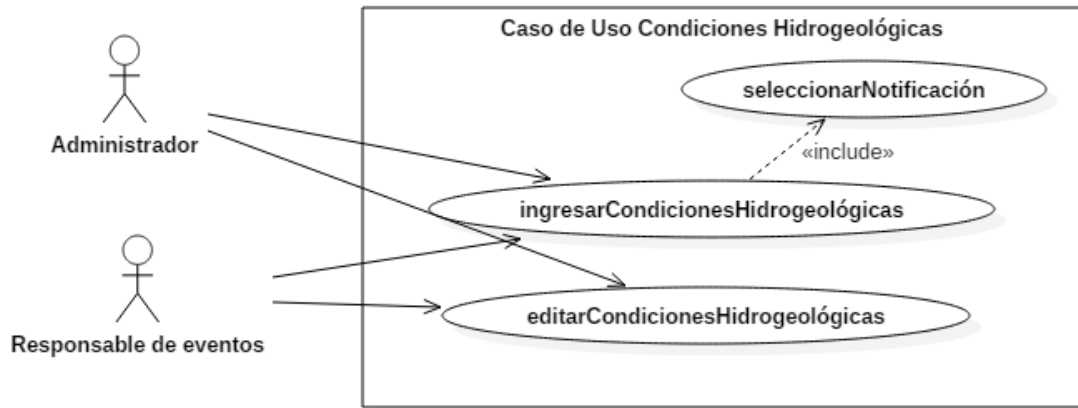 Caso de Uso Condiciones Hidrogeológicas
seleccionarNotificación
Administrador
«include»
ingresarCondicionesHidrogeológicas
editarCondicionesHidrogeológicas
Responsable de eventos